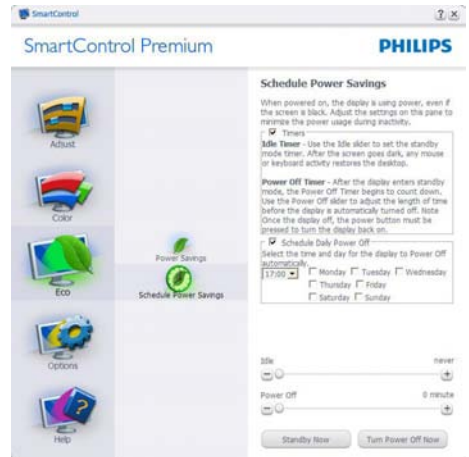 SmartControl
SmartControl Premium
PHILIPS
Adjust
Color
Eco
Options
Help
Power Savings
Schedule Power Savings
Schedule Power Savings
When powered on, the display is using power, even if
the screen is black. Adjust the settings on this pane to
minimize the power usage during inactivity.
Timers
Idle Timer - Use the Idle slider to set the standby
mode timer. After the screen goes dark, any mouse
or keyboard activity restores the desktop.
Power Off Timer - After the display enters standby
mode, the Power Off Timer begins to count down.
Use the Power Off slider to adjust the length of time
before the display is automatically turned off. Note
Once the display off, the power button must be
pressed to turn the display back on.
Schedule Daily Power Off
Select the time and day for the display to Power Off
automatically.
17:00 Monday Tuesday Wednesday
Thursday Friday
Saturday Sunday
Idle never
Power Off 0 minute
Standby Now Turn Power Off Now